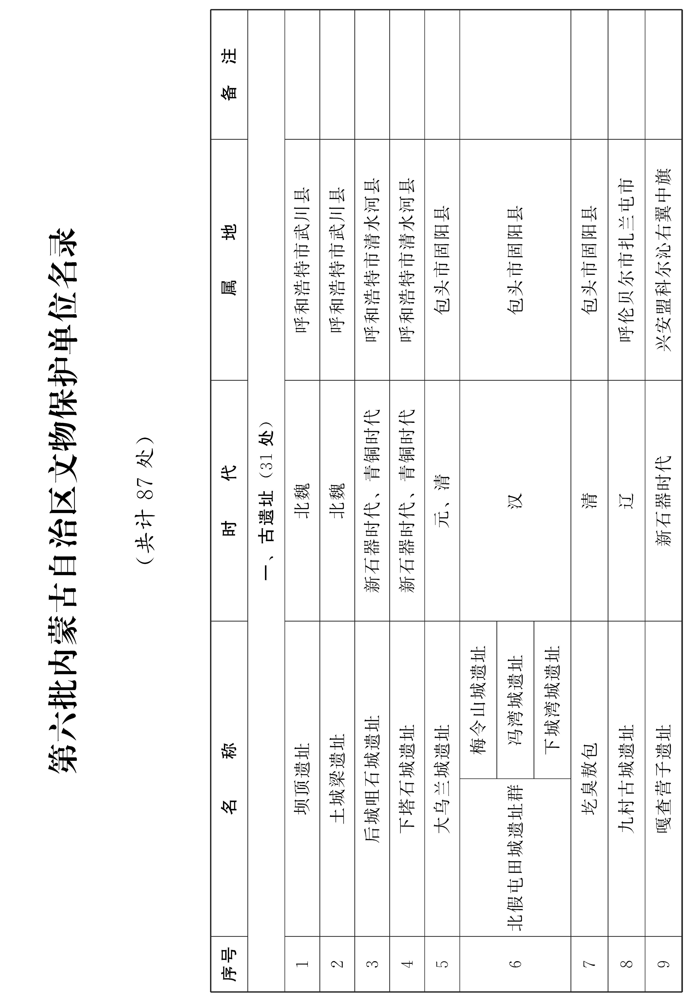 第六批内蒙古自治区文物保护单位名录
（共计 87 处）
序号 名 称 时 代 属 地 备 注
一、古遗址（31 处）
1 坝顶遗址 北魏 呼和浩特市武川县
2 土城梁遗址 北魏 呼和浩特市武川县
3 后城咀石城遗址 新石器时代、青铜时代 呼和浩特市清水河县
4 下塔石城遗址 新石器时代、青铜时代 呼和浩特市清水河县
5 大乌兰城遗址 元、清 包头市固阳县
梅令山城遗址
6 北假屯田城遗址群 冯湾城遗址 汉 包头市固阳县
下城湾城遗址
7 圪臭敖包 清 包头市固阳县
8 九村古城遗址 辽 呼伦贝尔市扎兰屯市
9 嘎查营子遗址 新石器时代 兴安盟科尔沁右翼中旗